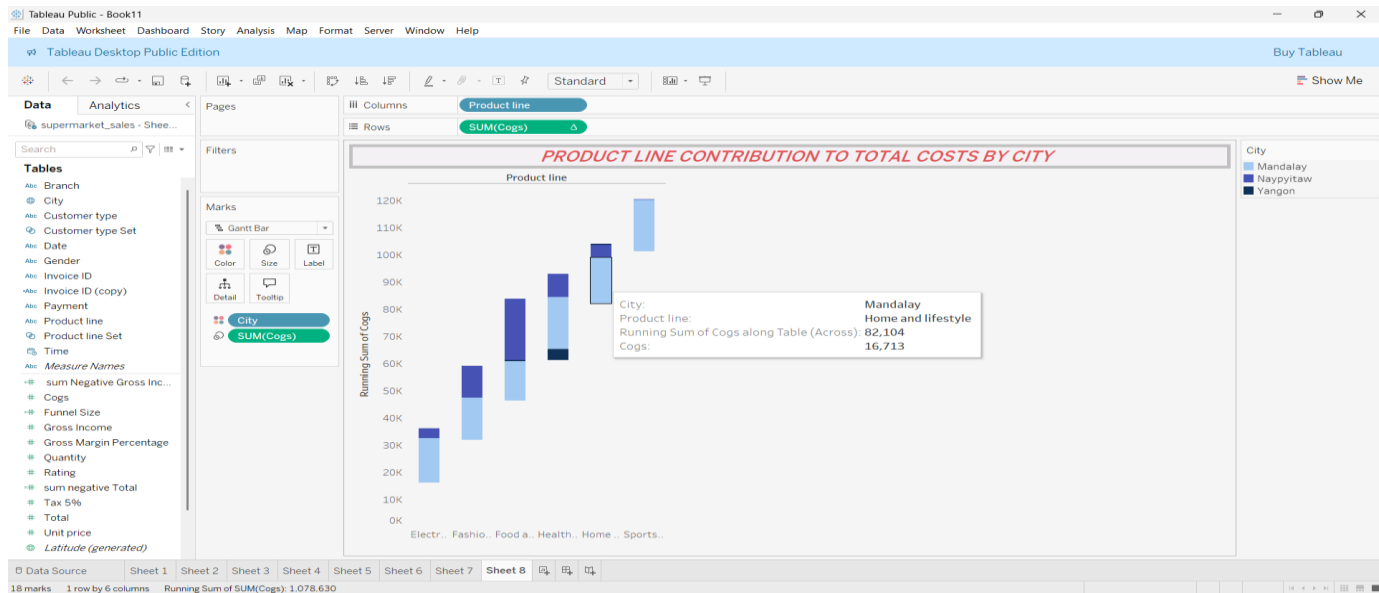 Tableau Public - Book11
File Data Worksheet Dashboard Story Analysis Map Format Server Window Help
Tableau Desktop Public Edition
Buy Tableau
Standard
Show Me
Data Analytics
supermarket_sales - Shee...
Search
Tables
Abc Branch
City
Abc Customer type
Customer type Set
Abc Date
Abc Gender
Abc Invoice ID
Abc Invoice ID (copy)
Abc Payment
Abc Product line
Product line Set
Time
Abc Measure Names
sum Negative Gross Inc...
Cogs
Funnel Size
Gross Income
Gross Margin Percentage
Quantity
Rating
sum negative Total
Tax 5%
Total
Unit price
Latitude (generated)
Pages
Filters
Marks
Gantt Bar
Color Size Label
Detail Tooltip
City
SUM(Cogs)
Columns Product line
Rows SUM(Cogs)
PRODUCT LINE CONTRIBUTION TO TOTAL COSTS BY CITY
Product line
120K
110K
100K
90K
80K
70K
60K
50K
40K
30K
20K
10K
0K
Running Sum of Cogs
Electr.. Fashio.. Food a.. Health.. Home .. Sports..
City: Mandalay
Product line: Home and lifestyle
Running Sum of Cogs along Table (Across): 82,104
Cogs: 16,713
City
Mandalay
Naypyitaw
Yangon
Data Source Sheet 1 Sheet 2 Sheet 3 Sheet 4 Sheet 5 Sheet 6 Sheet 7 Sheet 8
18 marks 1 row by 6 columns Running Sum of SUM(Cogs): 1.078.630